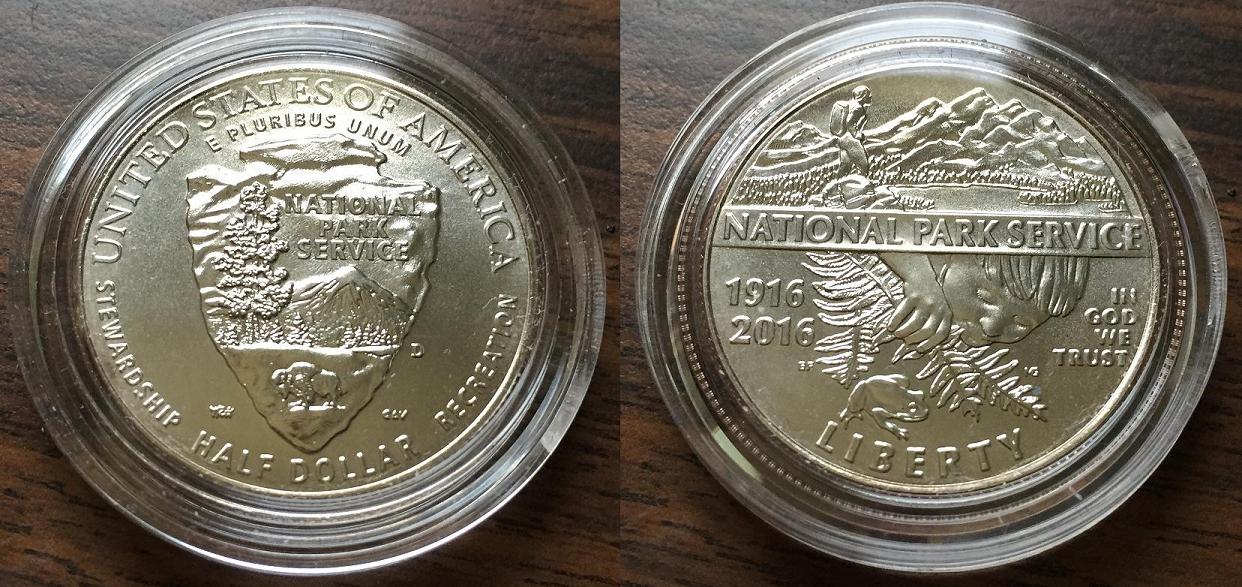 UNITED STATES OF AMERICA
E PLURIBUS UNUM
NATIONAL
PARK
SERVICE
D
STEWARDSHIP
HALF DOLLAR
RECREATION
NATIONAL PARK SERVICE
1916
2016
IN
GOD
WE
TRUST
BF
LIBERTY